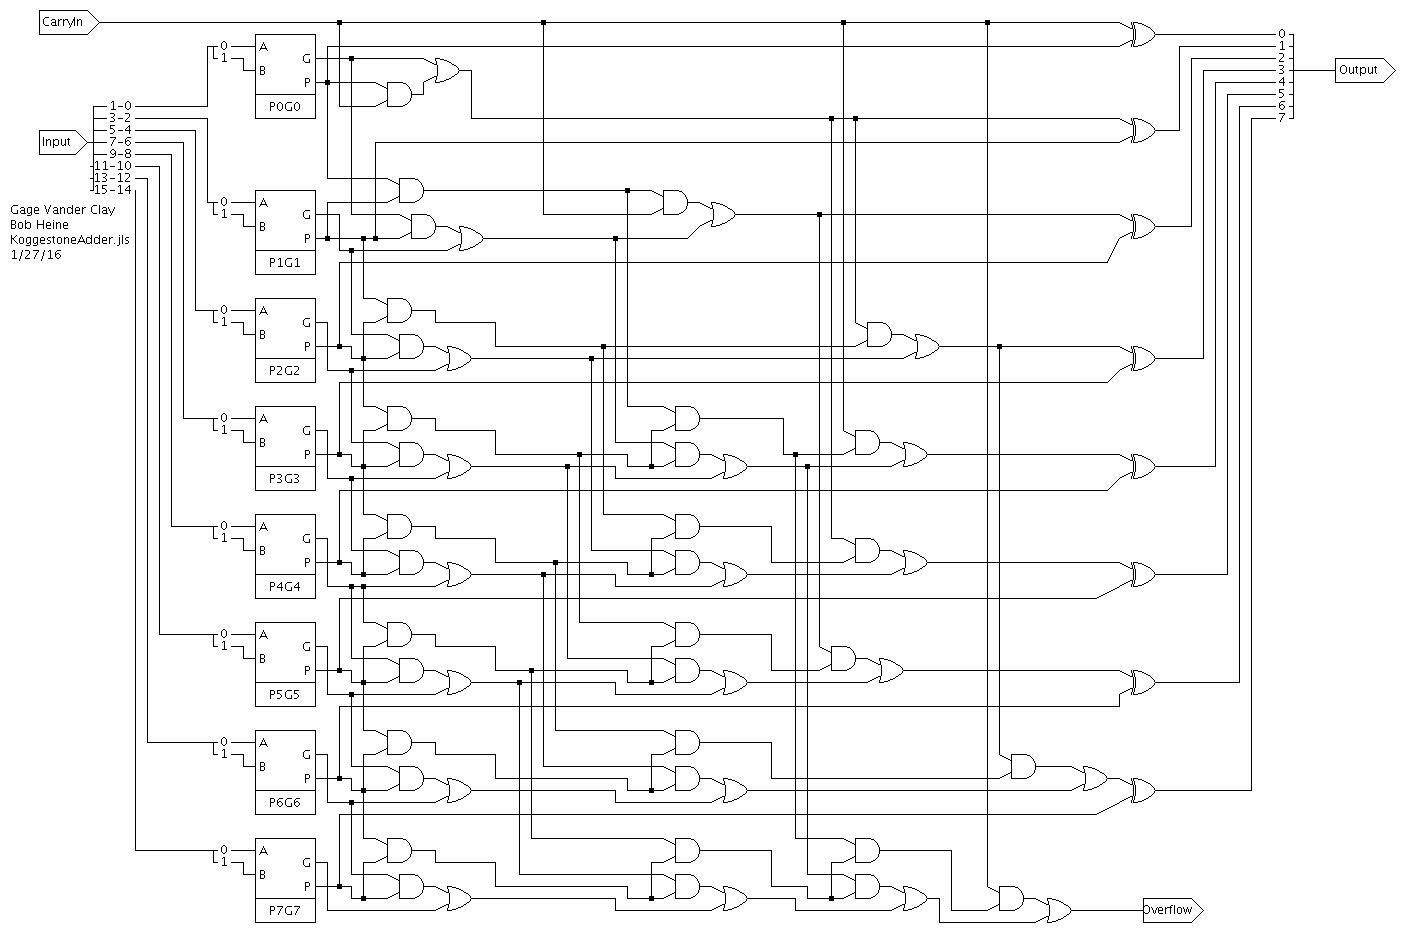 CarryIn
0
1
A
G
B
P
P0G0
0
1
2
3
4
5
6
7
Output
Input
1-0
3-2
5-4
7-6
9-8
11-10
13-12
15-14
Gage Vander Clay
Bob Heine
KoggestoneAdder.jls
1/27/16
0
1
A
G
B
P
P1G1
0
1
A
G
B
P
P2G2
0
1
A
G
B
P
P3G3
0
1
A
G
B
P
P4G4
0
1
A
G
B
P
P5G5
0
1
A
G
B
P
P6G6
0
1
A
G
B
P
P7G7
Overflow